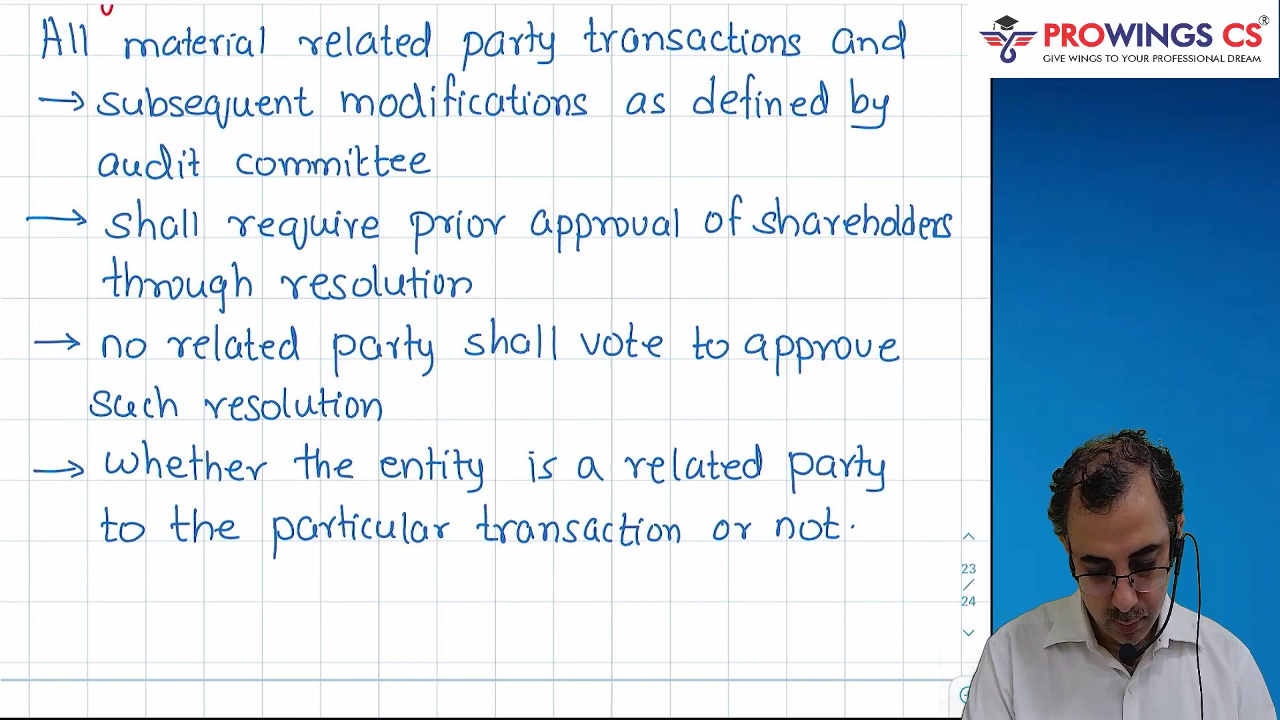 All material related party transactions and
→ subsequent modifications as defined by
audit committee
→ shall require prior approval of shareholders
through resolution
→ no related party shall vote to approve
such resolution
→ whether the entity is a related party
to the particular transaction or not.
PROWINGS CS®
GIVE WINGS TO YOUR PROFESSIONAL DREAM
23
/
24